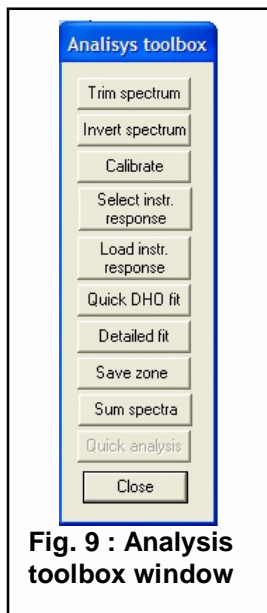 Analisys toolbox
Trim spectrum
Invert spectrum
Calibrate
Select instr.
response
Load instr.
response
Quick DHO fit
Detailed fit
Save zone
Sum spectra
Quick analysis
Close
Fig. 9 : Analysis
toolbox window